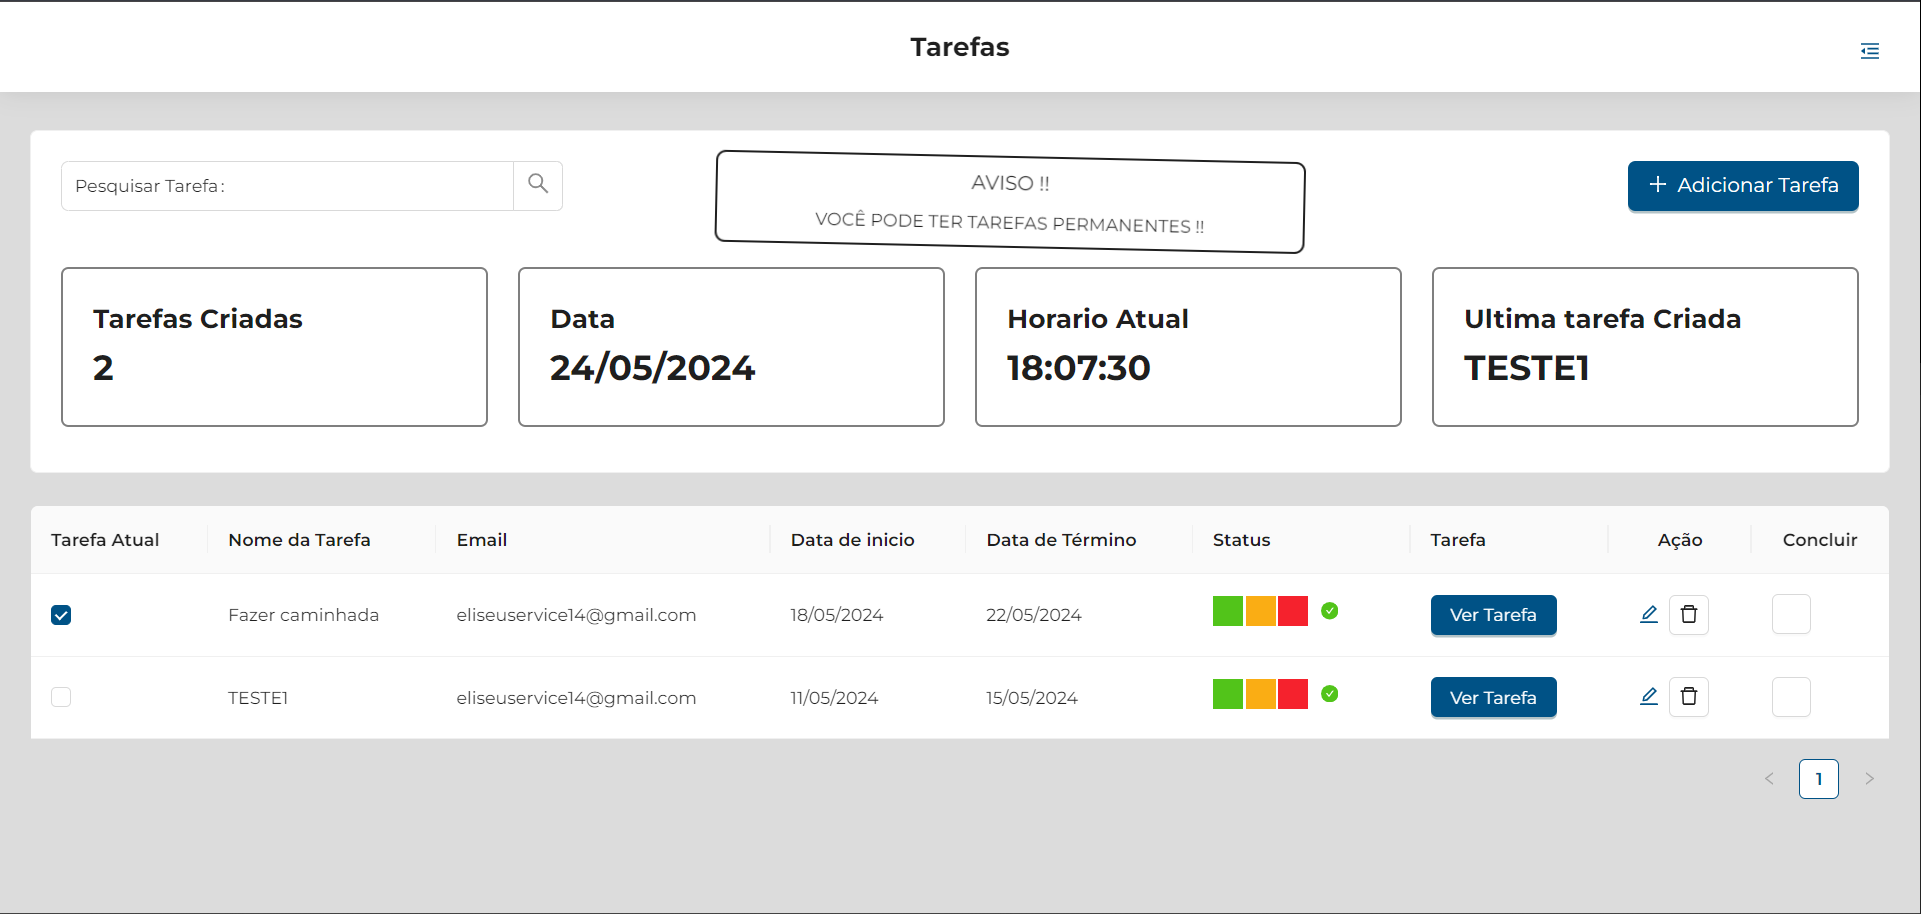 Tarefas
Pesquisar Tarefa:
AVISO !!
VOCÊ PODE TER TAREFAS PERMANENTES !!
+ Adicionar Tarefa
Tarefas Criadas
2
Data
24/05/2024
Horario Atual
18:07:30
Ultima tarefa Criada
TESTE1
Tarefa Atual Nome da Tarefa Email Data de inicio Data de Término Status Tarefa Ação Concluir
Fazer caminhada eliseuservice14@gmail.com 18/05/2024 22/05/2024 Ver Tarefa
TESTE1 eliseuservice14@gmail.com 11/05/2024 15/05/2024 Ver Tarefa
< 1 >